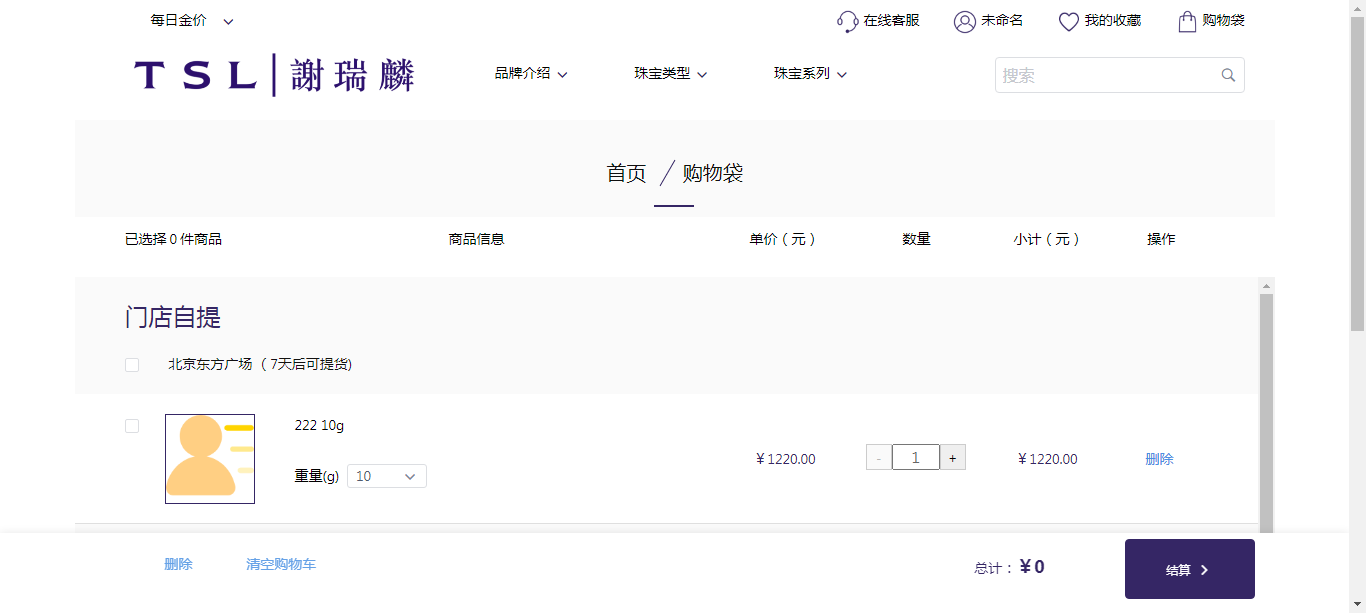 每日金价
在线客服
未命名
我的收藏
购物袋
TSL|謝瑞麟
品牌介绍
珠宝类型
珠宝系列
搜索
首页 / 购物袋
已选择 0 件商品
商品信息
单价（元）
数量
小计（元）
操作
门店自提
北京东方广场 （7天后可提货)
222 10g
重量(g) 10
¥ 1220.00
- 1 +
¥ 1220.00
删除
删除
清空购物车
总计： ¥ 0
结算